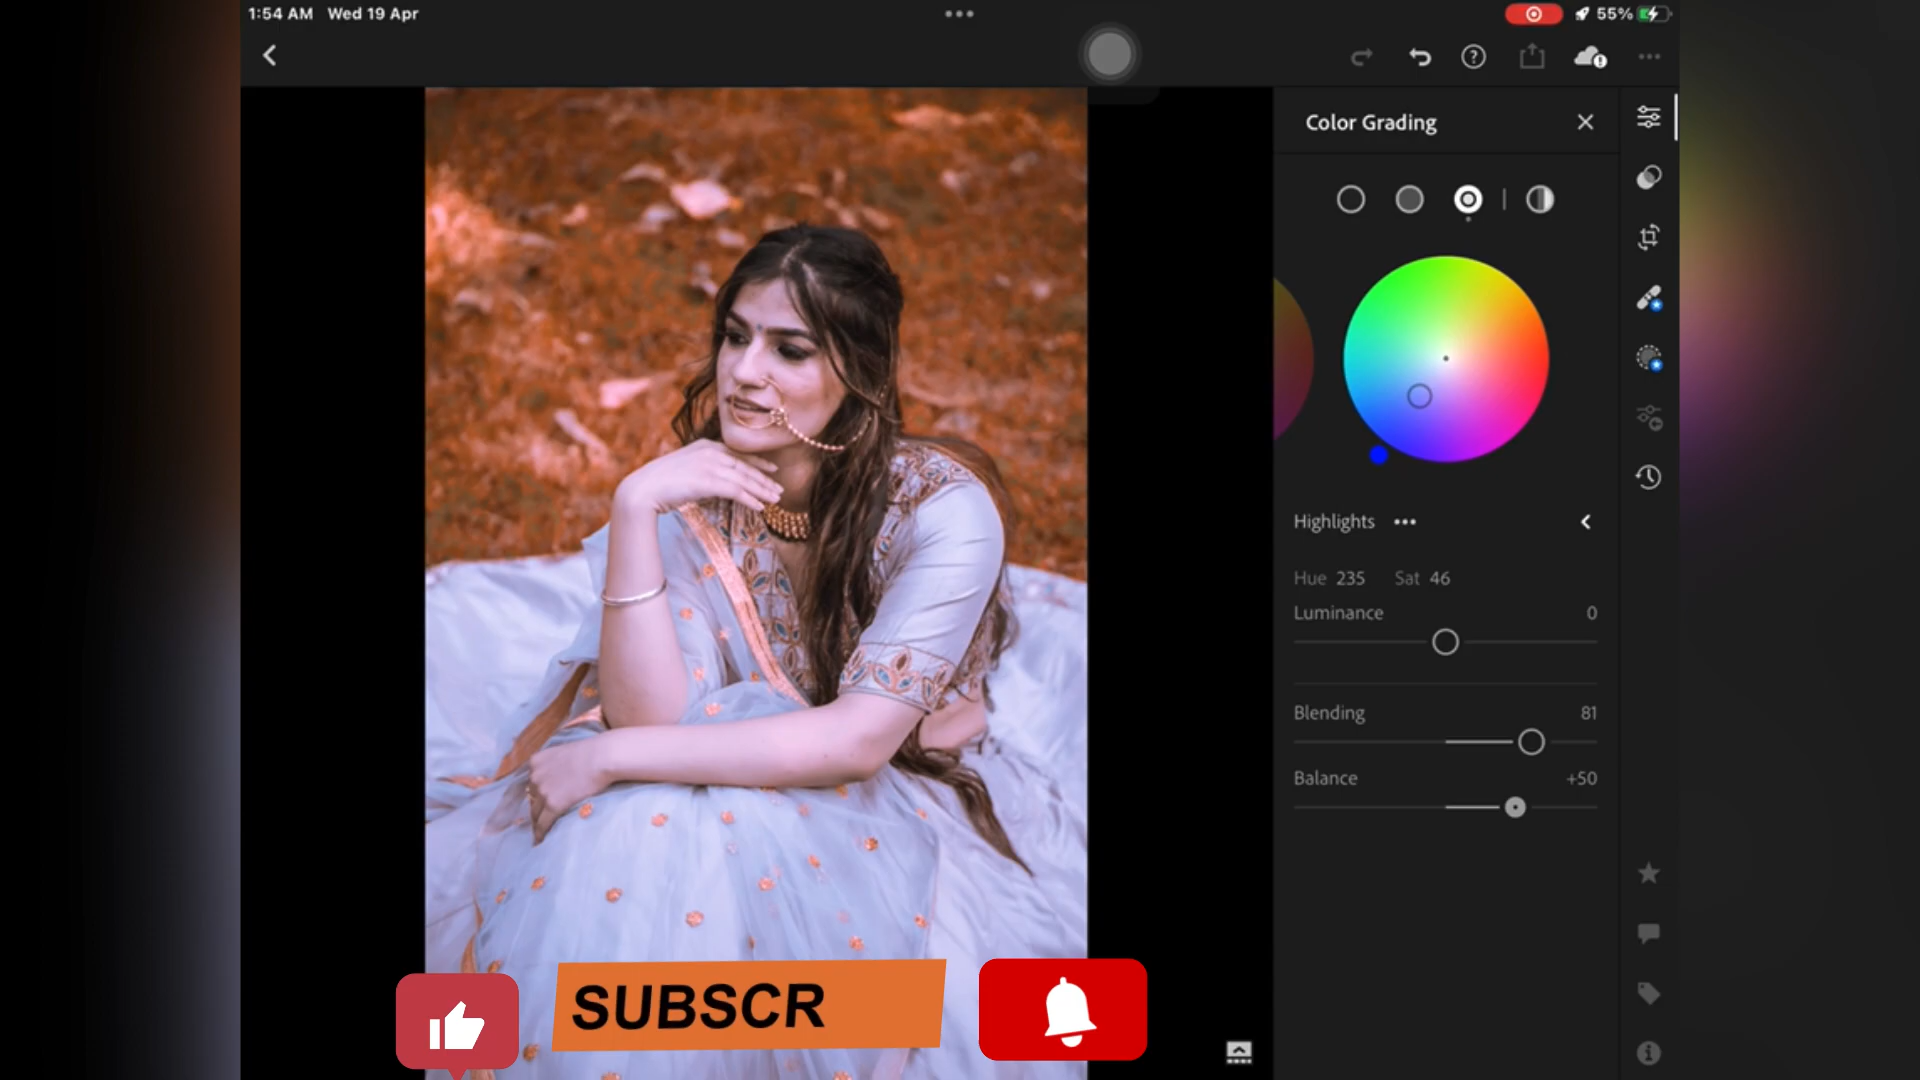 1:54 AM Wed 19 Apr
55%
Color Grading
Highlights
Hue 235 Sat 46
Luminance 0
Blending 81
Balance +50
SUBSCR